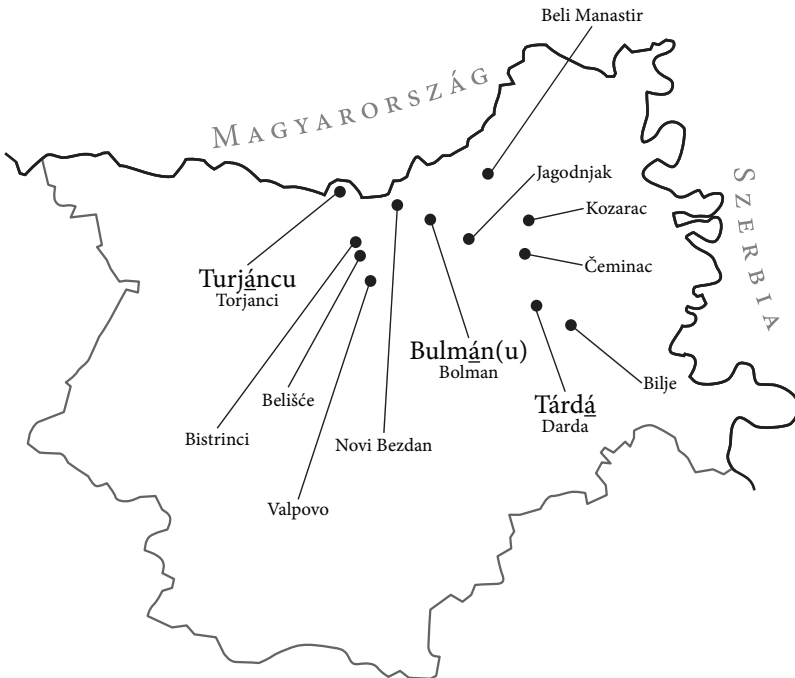 Beli Manastir
MAGYARORSZÁG
Jagodnjak
SZERBIA
Kozarac
Čeminac
Turjáncu
Torjanci
Bulmán(u)
Bolman
Bilje
Belišće
Tárdá
Darda
Bistrinci
Novi Bezdan
Valpovo